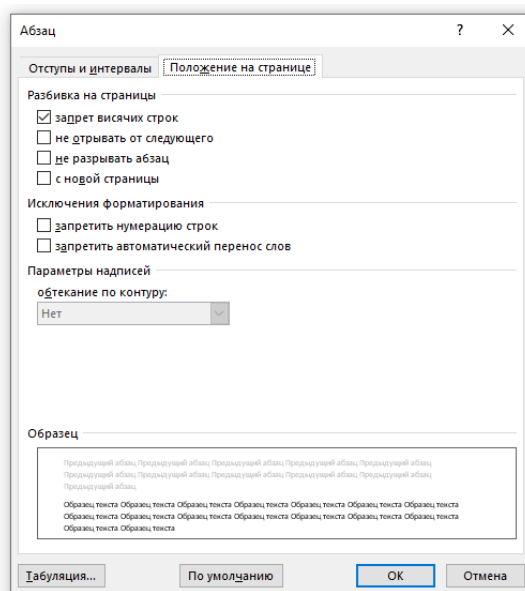 Абзац ?
Отступы и интервалы Положение на странице
Разбивка на страницы
запрет висячих строк
не отрывать от следующего
не разрывать абзац
с новой страницы
Исключения форматирования
запретить нумерацию строк
запретить автоматический перенос слов
Параметры надписей
обтекание по контуру:
Нет
Образец
Предыдущий абзац Предыдущий абзац Предыдущий абзац Предыдущий абзац Предыдущий абзац
Предыдущий абзац Предыдущий абзац Предыдущий абзац Предыдущий абзац Предыдущий абзац
Предыдущий абзац
Образец текста Образец текста Образец текста Образец текста Образец текста Образец текста Образец текста
Образец текста Образец текста Образец текста Образец текста Образец текста Образец текста Образец текста
Образец текста Образец текста
Табуляция... По умолчанию ОК Отмена